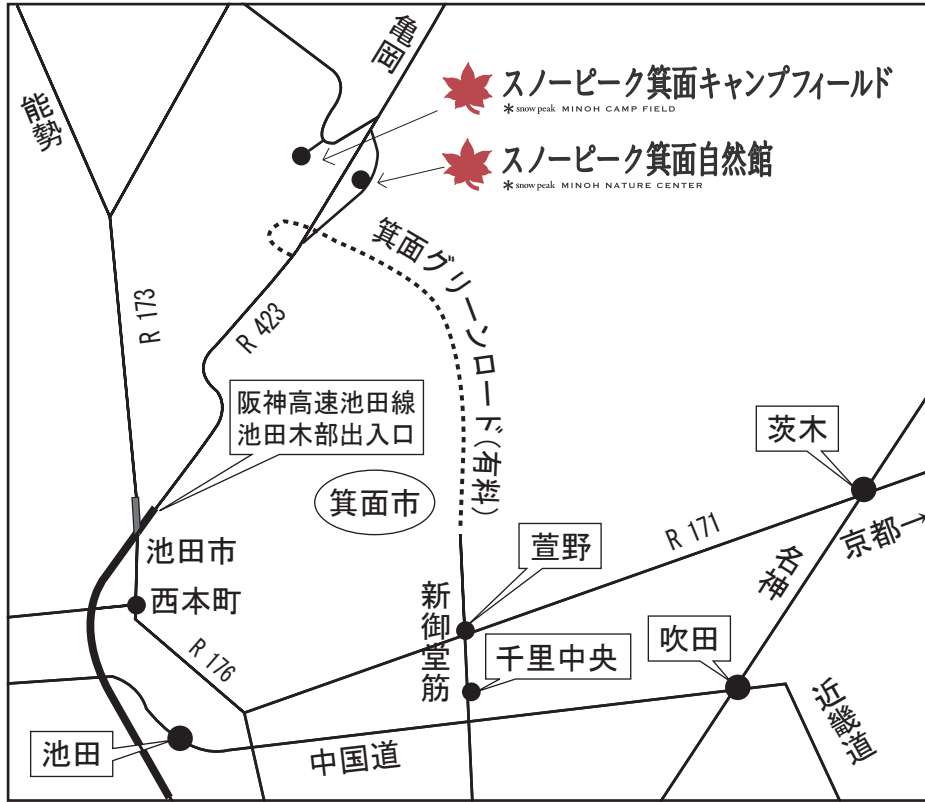 亀岡
スノーピーク箕面キャンプフィールド
snow peak MINOH CAMP FIELD
能勢
スノーピーク箕面自然館
snow peak MINOH NATURE CENTER
箕面グリーンロード(有料)
R 173
R 423
阪神高速池田線
池田木部出入口
茨木
箕面市
R 171
京都→
池田市
萱野
名神
西本町
新御堂筋
R 176
千里中央
吹田
近畿道
池田
中国道